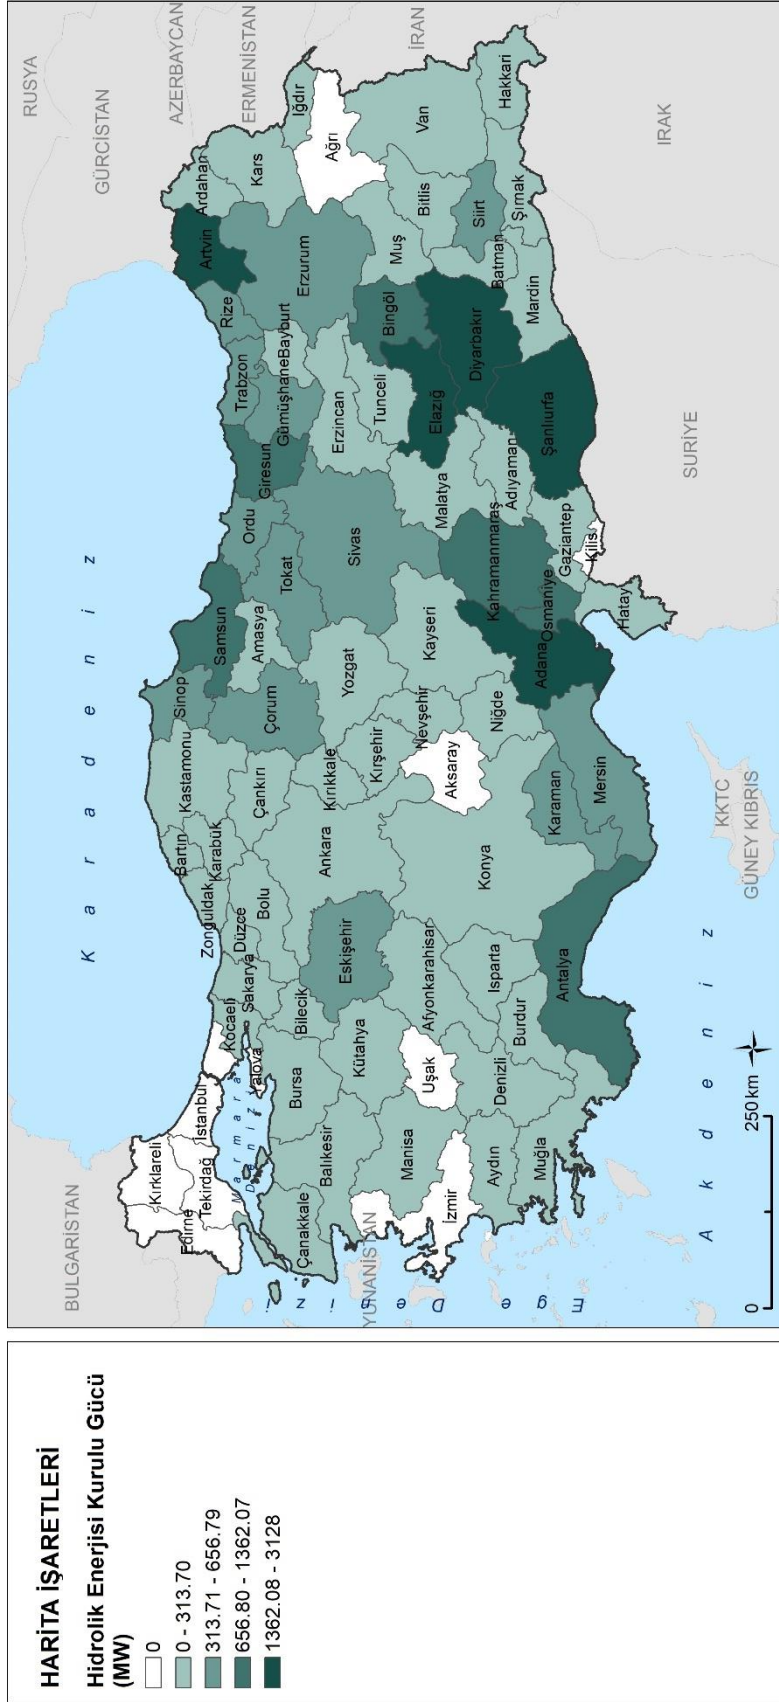 HARİTA İŞARETLERİ
Hidrolik Enerjisi Kurulu Gücü
(MW)
0
0 - 313.70
313.71 - 656.79
656.80 - 1362.07
1362.08 - 3128
BULGARİSTAN
RUSYA
GÜRCİSTAN
AZERBAYCAN
ERMENİSTAN
İRAN
IRAK
SURİYE
YUNANİSTAN
KKTC
GÜNEY KIBRIS
Karadeniz
Marmara
Denizi
Ege Denizi
Akdeniz
Kırklareli
Edirne
Tekirdağ
İstanbul
Yalova
Kocaeli
Sakarya
Düzce
Zonguldak
Bartın
Karabük
Kastamonu
Sinop
Samsun
Ordu
Giresun
Trabzon
Rize
Artvin
Ardahan
Kars
Iğdır
Ağrı
Çanakkale
Balıkesir
Bursa
Bilecik
Bolu
Çankırı
Çorum
Amasya
Tokat
Gümüşhane
Bayburt
Erzurum
Kütahya
Eskişehir
Ankara
Kırıkkale
Yozgat
Sivas
Erzincan
Tunceli
Bingöl
Muş
Bitlis
Van
Hakkari
İzmir
Manisa
Uşak
Afyonkarahisar
Kırşehir
Nevşehir
Kayseri
Malatya
Elazığ
Diyarbakır
Batman
Siirt
Şırnak
Mardin
Aydın
Denizli
Isparta
Burdur
Konya
Aksaray
Niğde
Kahramanmaraş
Adıyaman
Şanlıurfa
Muğla
Antalya
Karaman
Mersin
Adana
Osmaniye
Gaziantep
Kilis
Hatay
0
250 km